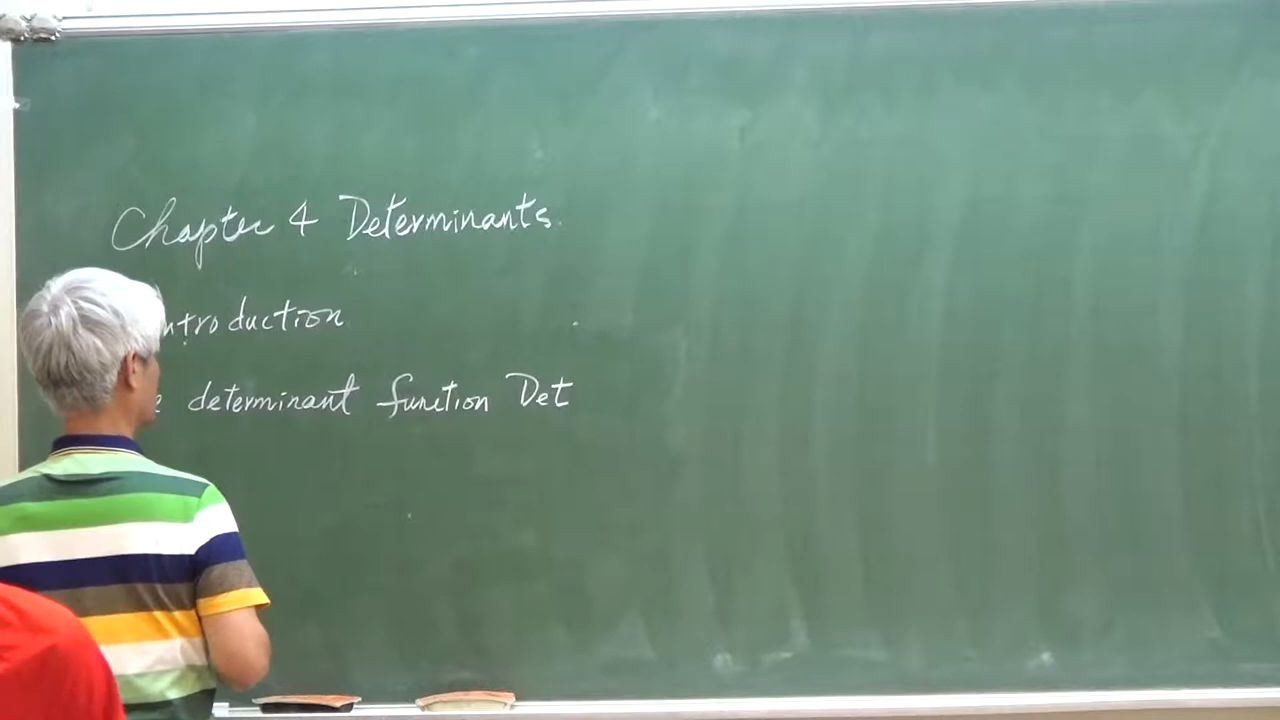 Chapter 4 Determinants.
ntroduction
e determinant function Det